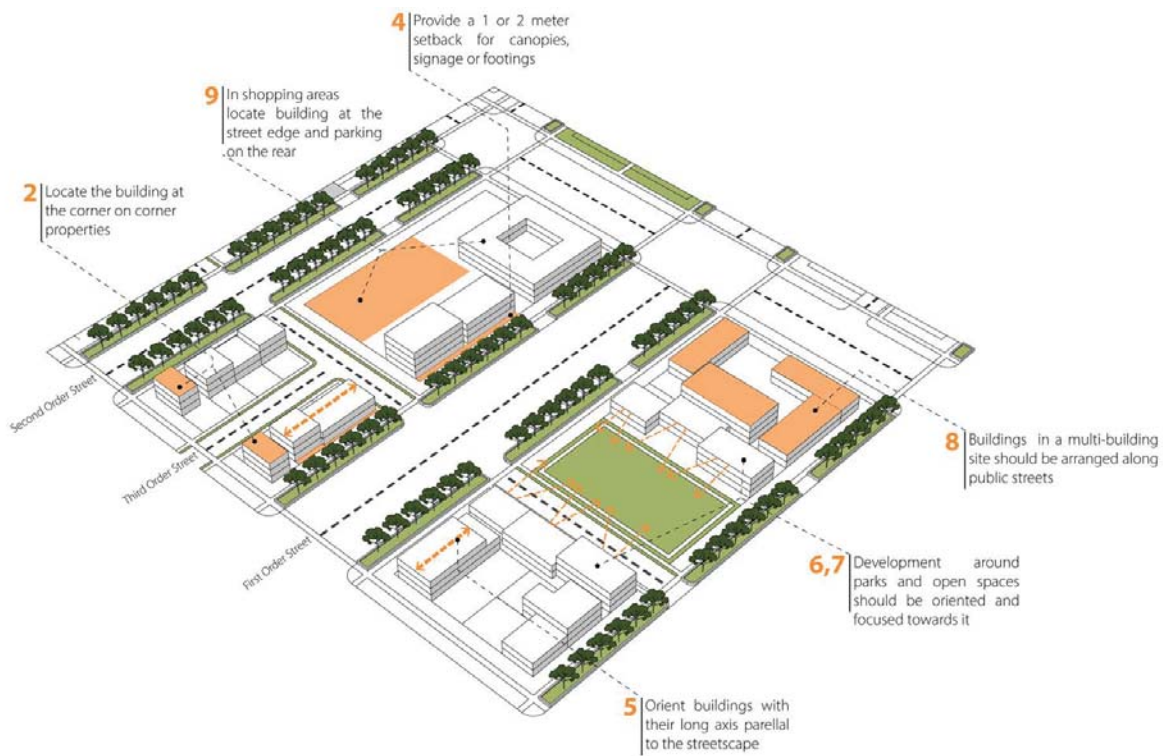 4 Provide a 1 or 2 meter
setback for canopies,
signage or footings
9 In shopping areas
locate building at the
street edge and parking
on the rear
2 Locate the building at
the corner on corner
properties
Second Order Street
Third Order Street
First Order Street
8 Buildings in a multi-building
site should be arranged along
public streets
6,7 Development around
parks and open spaces
should be oriented and
focused towards it
5 Orient buildings with
their long axis parellal
to the streetscape